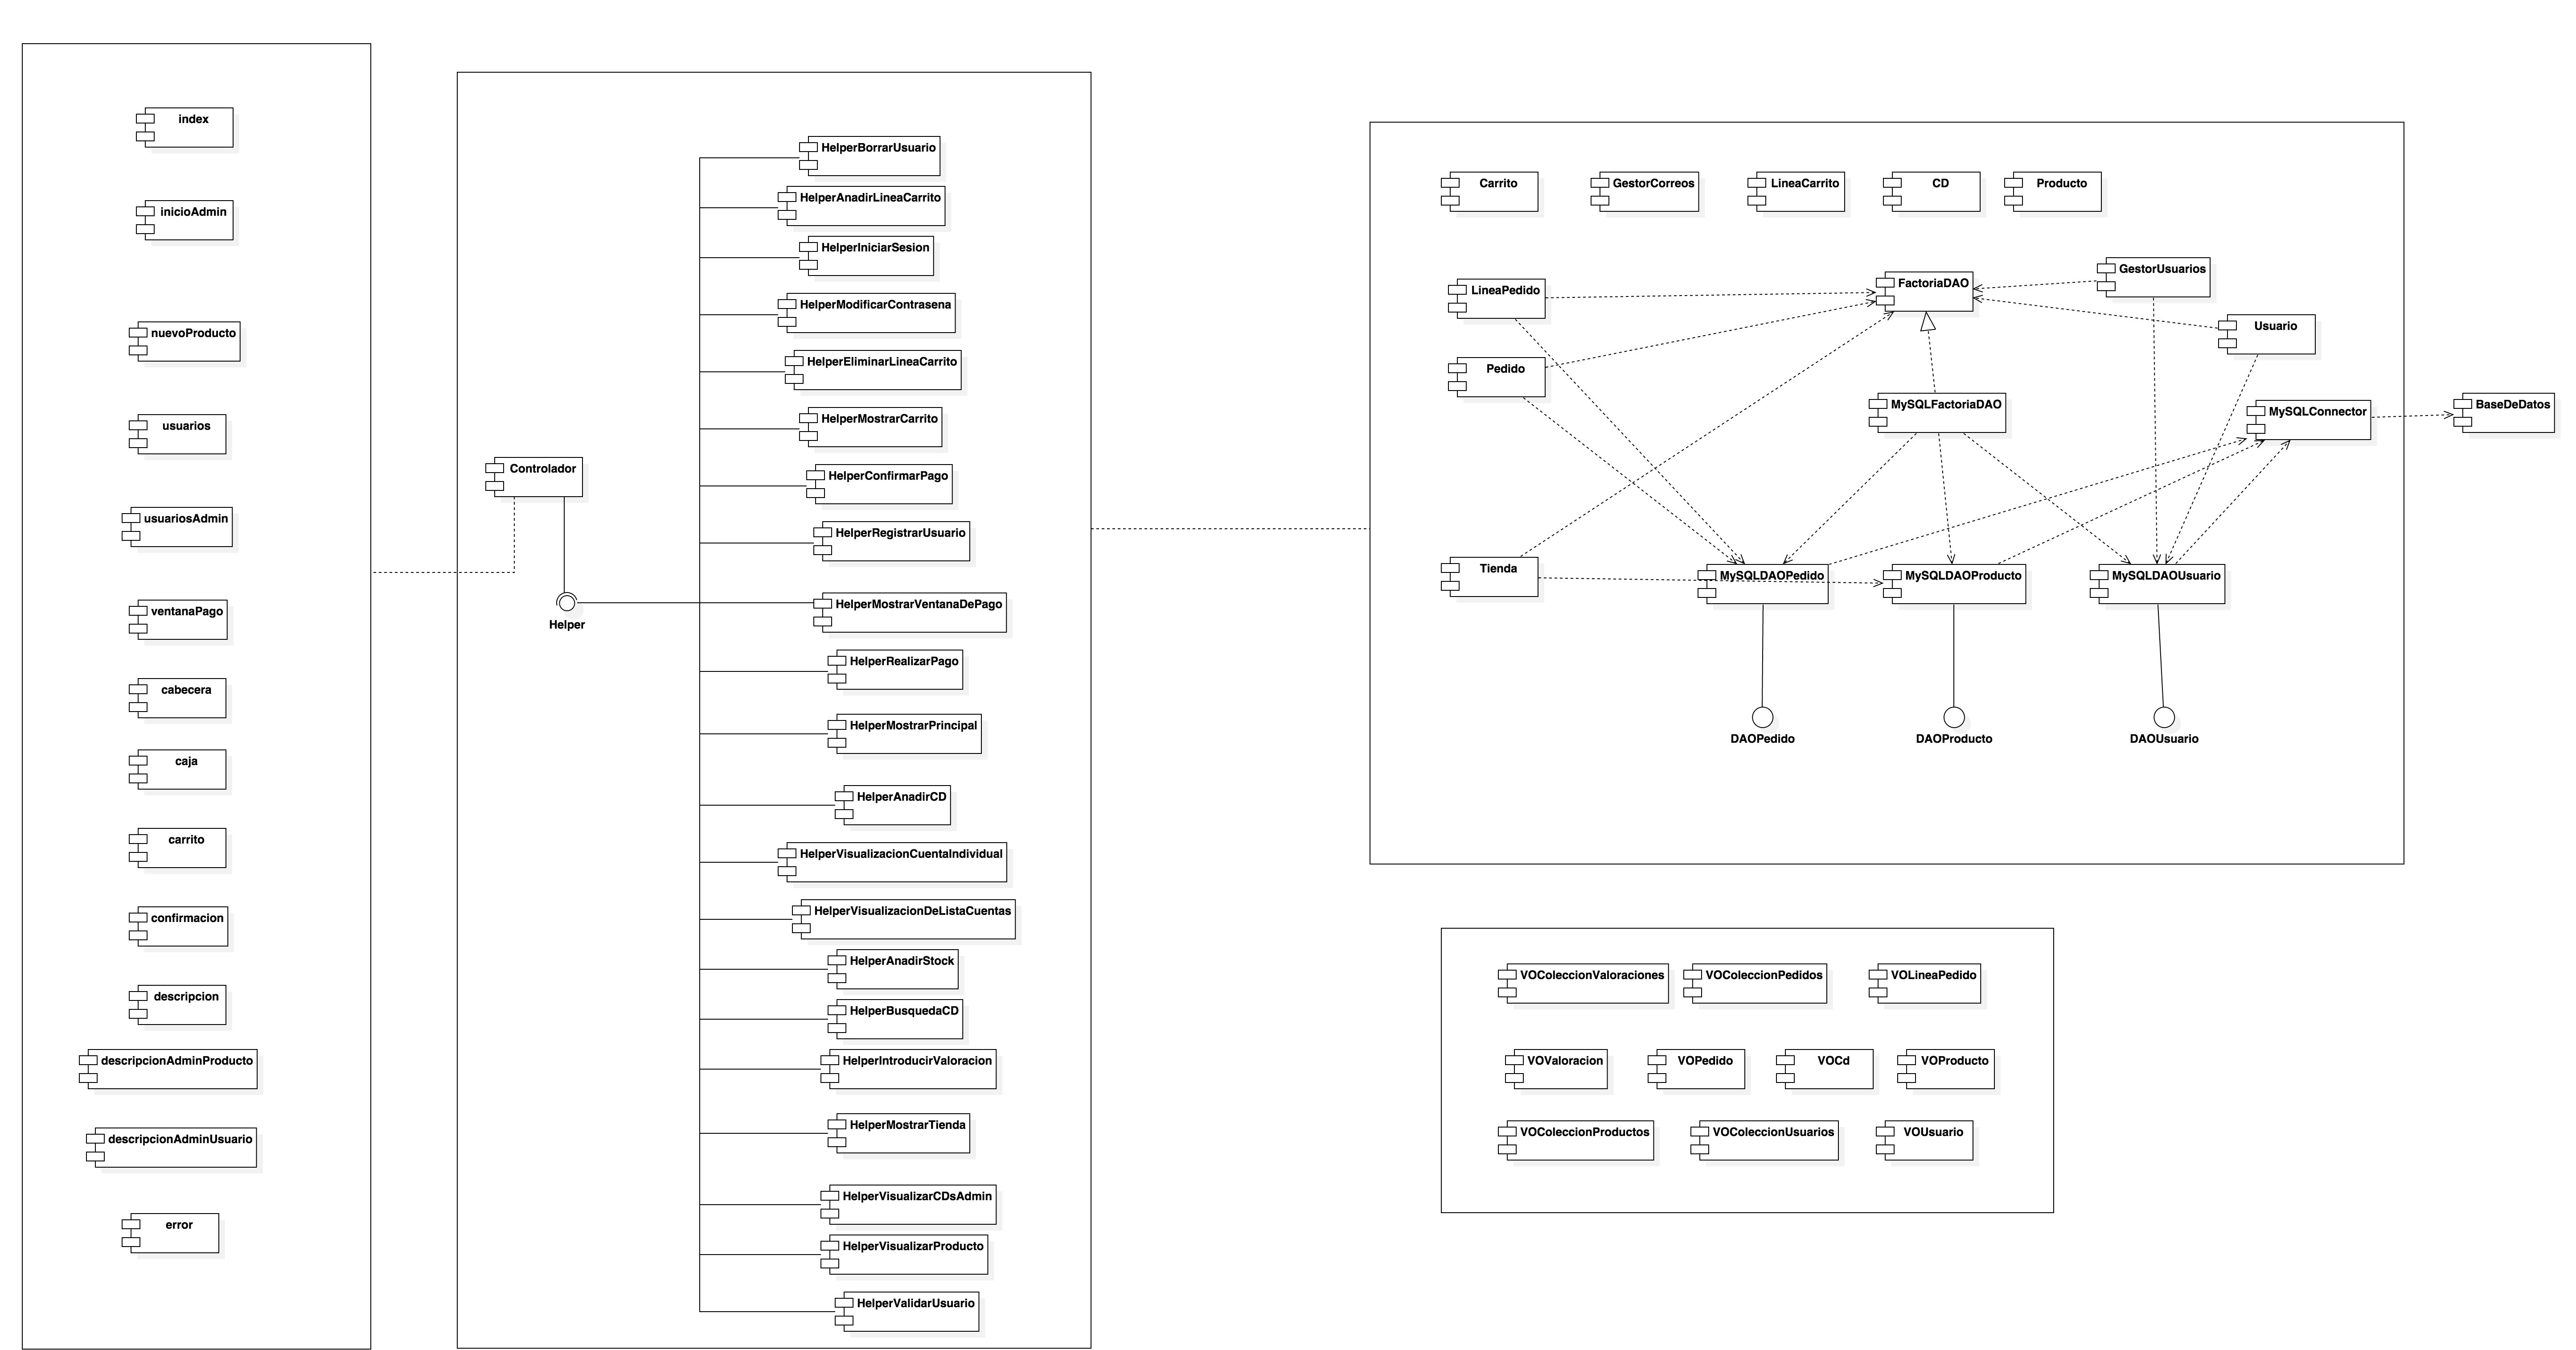 index
inicioAdmin
nuevoProducto
usuarios
usuariosAdmin
ventanaPago
cabecera
caja
carrito
confirmacion
descripcion
descripcionAdminProducto
descripcionAdminUsuario
error
Controlador
Helper
HelperBorrarUsuario
HelperAnadirLineaCarrito
HelperIniciarSesion
HelperModificarContrasena
HelperEliminarLineaCarrito
HelperMostrarCarrito
HelperConfirmarPago
HelperRegistrarUsuario
HelperMostrarVentanaDePago
HelperRealizarPago
HelperMostrarPrincipal
HelperAnadirCD
HelperVisualizacionCuentaIndividual
HelperVisualizacionDeListaCuentas
HelperAnadirStock
HelperBusquedaCD
HelperIntroducirValoracion
HelperMostrarTienda
HelperVisualizarCDsAdmin
HelperVisualizarProducto
HelperValidarUsuario
Carrito
GestorCorreos
LineaCarrito
CD
Producto
LineaPedido
FactoriaDAO
GestorUsuarios
Usuario
Pedido
MySQLFactoriaDAO
MySQLConnector
BaseDeDatos
Tienda
MySQLDAOPedido
MySQLDAOProducto
MySQLDAOUsuario
DAOPedido
DAOProducto
DAOUsuario
VOColeccionValoraciones
VOColeccionPedidos
VOLineaPedido
VOValoracion
VOPedido
VOCd
VOProducto
VOColeccionProductos
VOColeccionUsuarios
VOUsuario